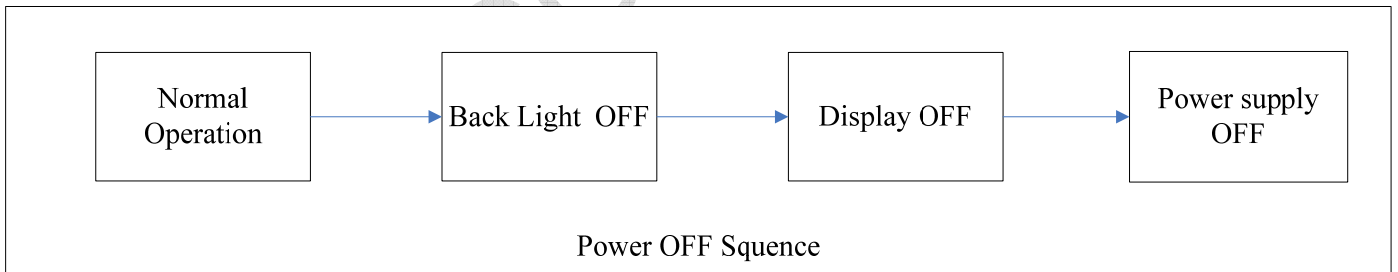 Normal
Operation
Back Light OFF
Display OFF
Power supply
OFF
Power OFF Squence